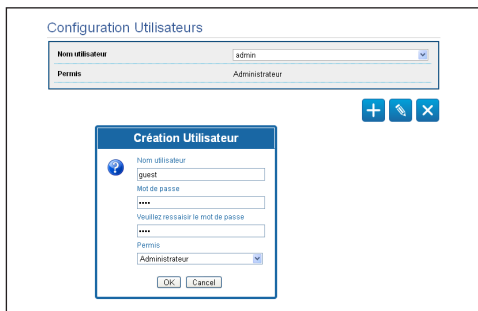 Configuration Utilisateurs
Nom utilisateur admin
Permis Administrateur
Création Utilisateur
Nom utilisateur
guest
Mot de passe
••••
Veuillez ressaisir le mot de passe
••••
Permis
Administrateur
OK Cancel